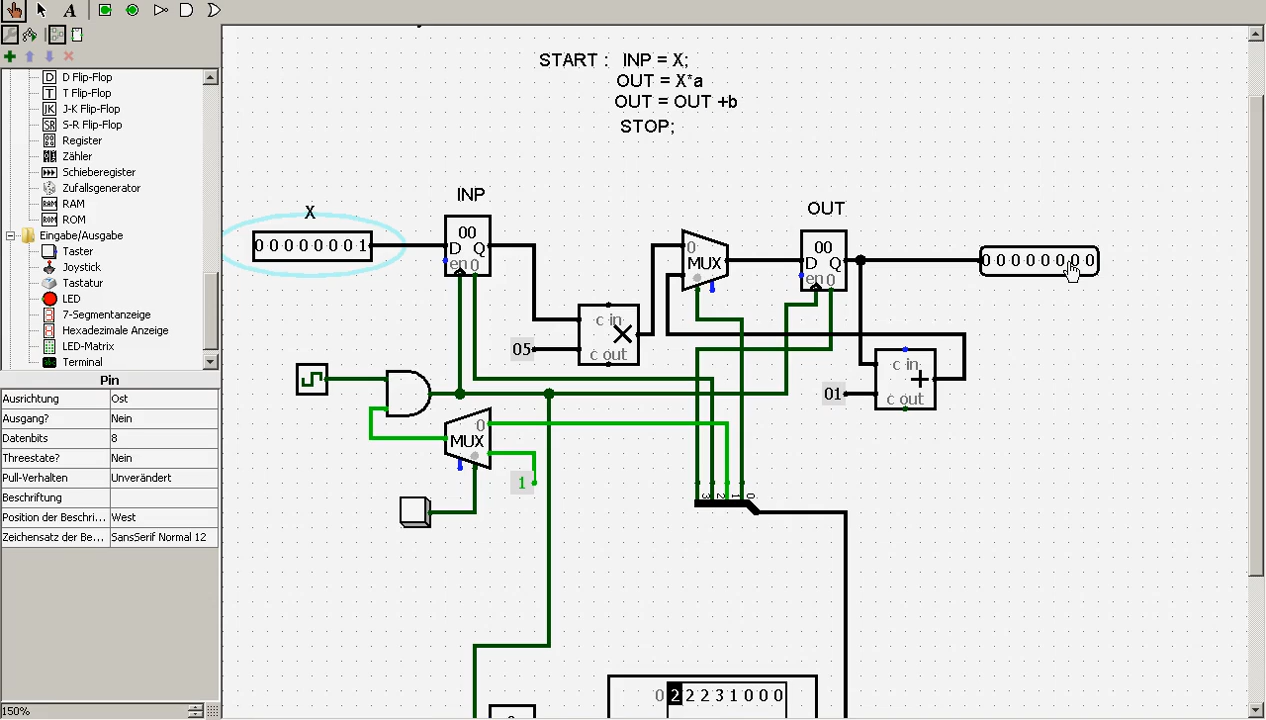 A
D Flip-Flop
T Flip-Flop
J-K Flip-Flop
S-R Flip-Flop
Register
Zähler
Schieberegister
Zufallsgenerator
RAM
ROM
Eingabe/Ausgabe
Taster
Joystick
Tastatur
LED
7-Segmentanzeige
Hexadezimale Anzeige
LED-Matrix
Terminal
Pin
Ausrichtung Ost
Ausgang? Nein
Datenbits 8
Threestate? Nein
Pull-Verhalten Unverändert
Beschriftung
Position der Beschri... West
Zeichensatz der Be... SansSerif Normal 12
150%
START : INP = X;
OUT = X*a
OUT = OUT +b
STOP;
X
0 0 0 0 0 0 0 1
INP
00
D Q
en 0
05
c in
c out
0
MUX
OUT
00
D Q
en 0
0 0 0 0 0 0 0 0
01
c in
c out
0
MUX
1
3 2 1 0
0 2 2 2 3 1 0 0 0